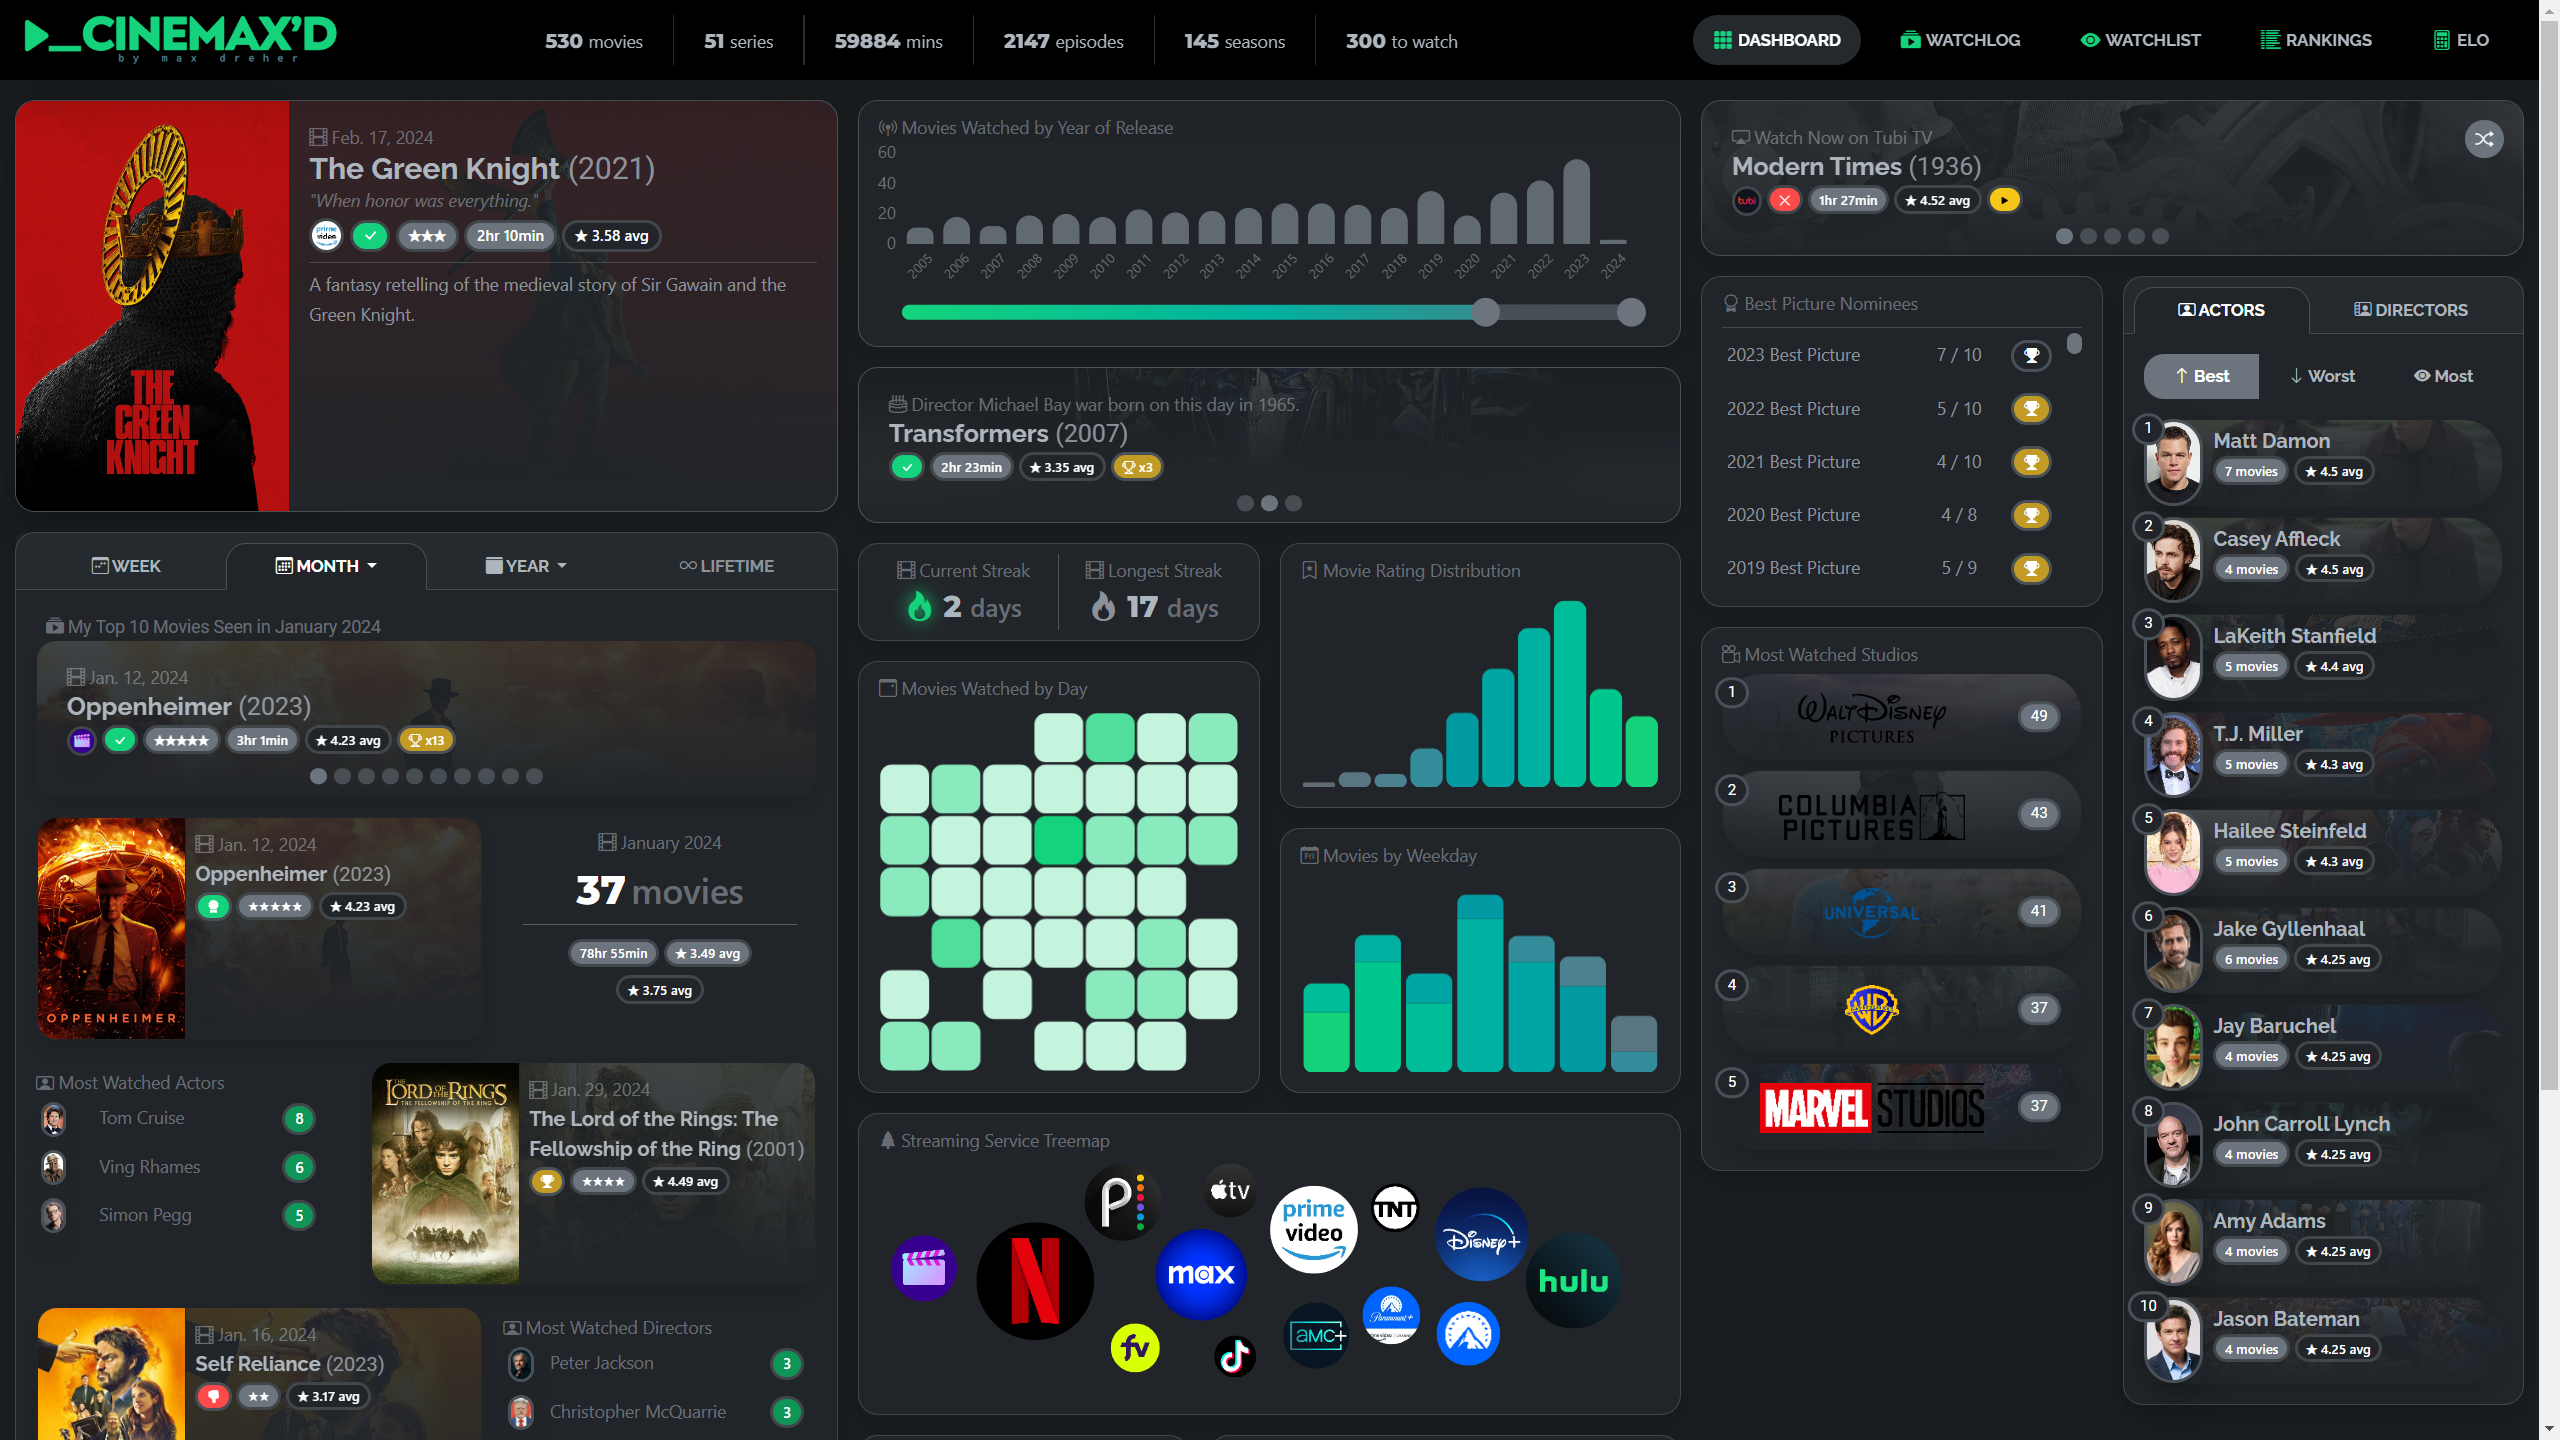 CINEMAX'D
by max dreher
530 movies
51 series
59884 mins
2147 episodes
145 seasons
300 to watch
DASHBOARD
WATCHLOG
WATCHLIST
RANKINGS
ELO
THE
GREEN
KNIGHT
Feb. 17, 2024
The Green Knight (2021)
"When honor was everything."
prime video
★★★
2hr 10min
★ 3.58 avg
A fantasy retelling of the medieval story of Sir Gawain and the
Green Knight.
WEEK
MONTH
YEAR
LIFETIME
My Top 10 Movies Seen in January 2024
Jan. 12, 2024
Oppenheimer (2023)
★★★★★
3hr 1min
★ 4.23 avg
x13
OPPENHEIMER
Jan. 12, 2024
Oppenheimer (2023)
★★★★★
★ 4.23 avg
January 2024
37 movies
78hr 55min
★ 3.49 avg
★ 3.75 avg
Most Watched Actors
Tom Cruise 8
Ving Rhames 6
Simon Pegg 5
THE LORD OF THE RINGS
THE FELLOWSHIP OF THE RING
Jan. 29, 2024
The Lord of the Rings: The
Fellowship of the Ring (2001)
★★★★
★ 4.49 avg
Jan. 16, 2024
Self Reliance (2023)
★★
★ 3.17 avg
Most Watched Directors
Peter Jackson 3
Christopher McQuarrie 3
Movies Watched by Year of Release
60
40
20
0
2005 2006 2007 2008 2009 2010 2011 2012 2013 2014 2015 2016 2017 2018 2019 2020 2021 2022 2023 2024
Director Michael Bay war born on this day in 1965.
Transformers (2007)
2hr 23min
★ 3.35 avg
x3
Current Streak
2 days
Longest Streak
17 days
Movies Watched by Day
Movie Rating Distribution
Fri
Movies by Weekday
Streaming Service Treemap
P
tv
prime video
TNT
Disney+
N
max
hulu
fv
AMC+
Paramount+
prime video | CHANNELS
Watch Now on Tubi TV
Modern Times (1936)
tubi
1hr 27min
★ 4.52 avg
Best Picture Nominees
2023 Best Picture 7 / 10
2022 Best Picture 5 / 10
2021 Best Picture 4 / 10
2020 Best Picture 4 / 8
2019 Best Picture 5 / 9
Most Watched Studios
1
WALT DISNEY
PICTURES
49
2
COLUMBIA
PICTURES
43
3
UNIVERSAL
41
4
WB
37
5
MARVEL STUDIOS
37
ACTORS
DIRECTORS
Best
Worst
Most
1
Matt Damon
7 movies
★ 4.5 avg
2
Casey Affleck
4 movies
★ 4.5 avg
3
LaKeith Stanfield
5 movies
★ 4.4 avg
4
T.J. Miller
5 movies
★ 4.3 avg
5
Hailee Steinfeld
5 movies
★ 4.3 avg
6
Jake Gyllenhaal
6 movies
★ 4.25 avg
7
Jay Baruchel
4 movies
★ 4.25 avg
8
John Carroll Lynch
4 movies
★ 4.25 avg
9
Amy Adams
4 movies
★ 4.25 avg
10
Jason Bateman
4 movies
★ 4.25 avg